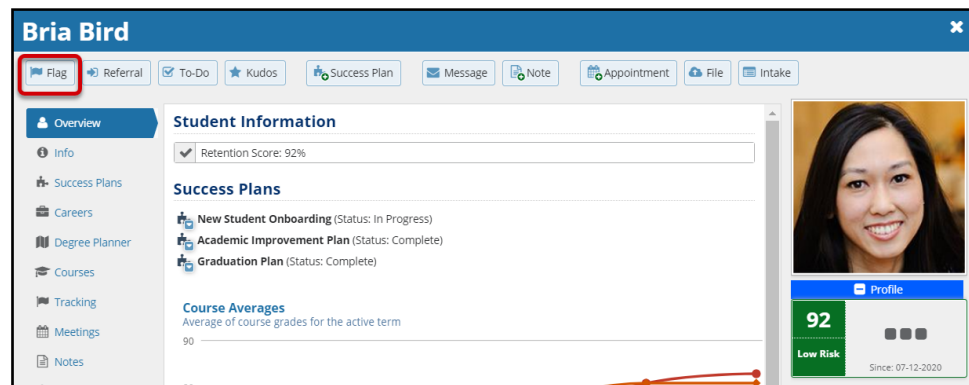 Bria Bird
Flag Referral To-Do Kudos Success Plan Message Note Appointment File Intake
Overview
Info
Success Plans
Careers
Degree Planner
Courses
Tracking
Meetings
Notes
Student Information
Retention Score: 92%
Success Plans
New Student Onboarding (Status: In Progress)
Academic Improvement Plan (Status: Complete)
Graduation Plan (Status: Complete)
Course Averages
Average of course grades for the active term
90
Profile
92
Low Risk
Since: 07-12-2020